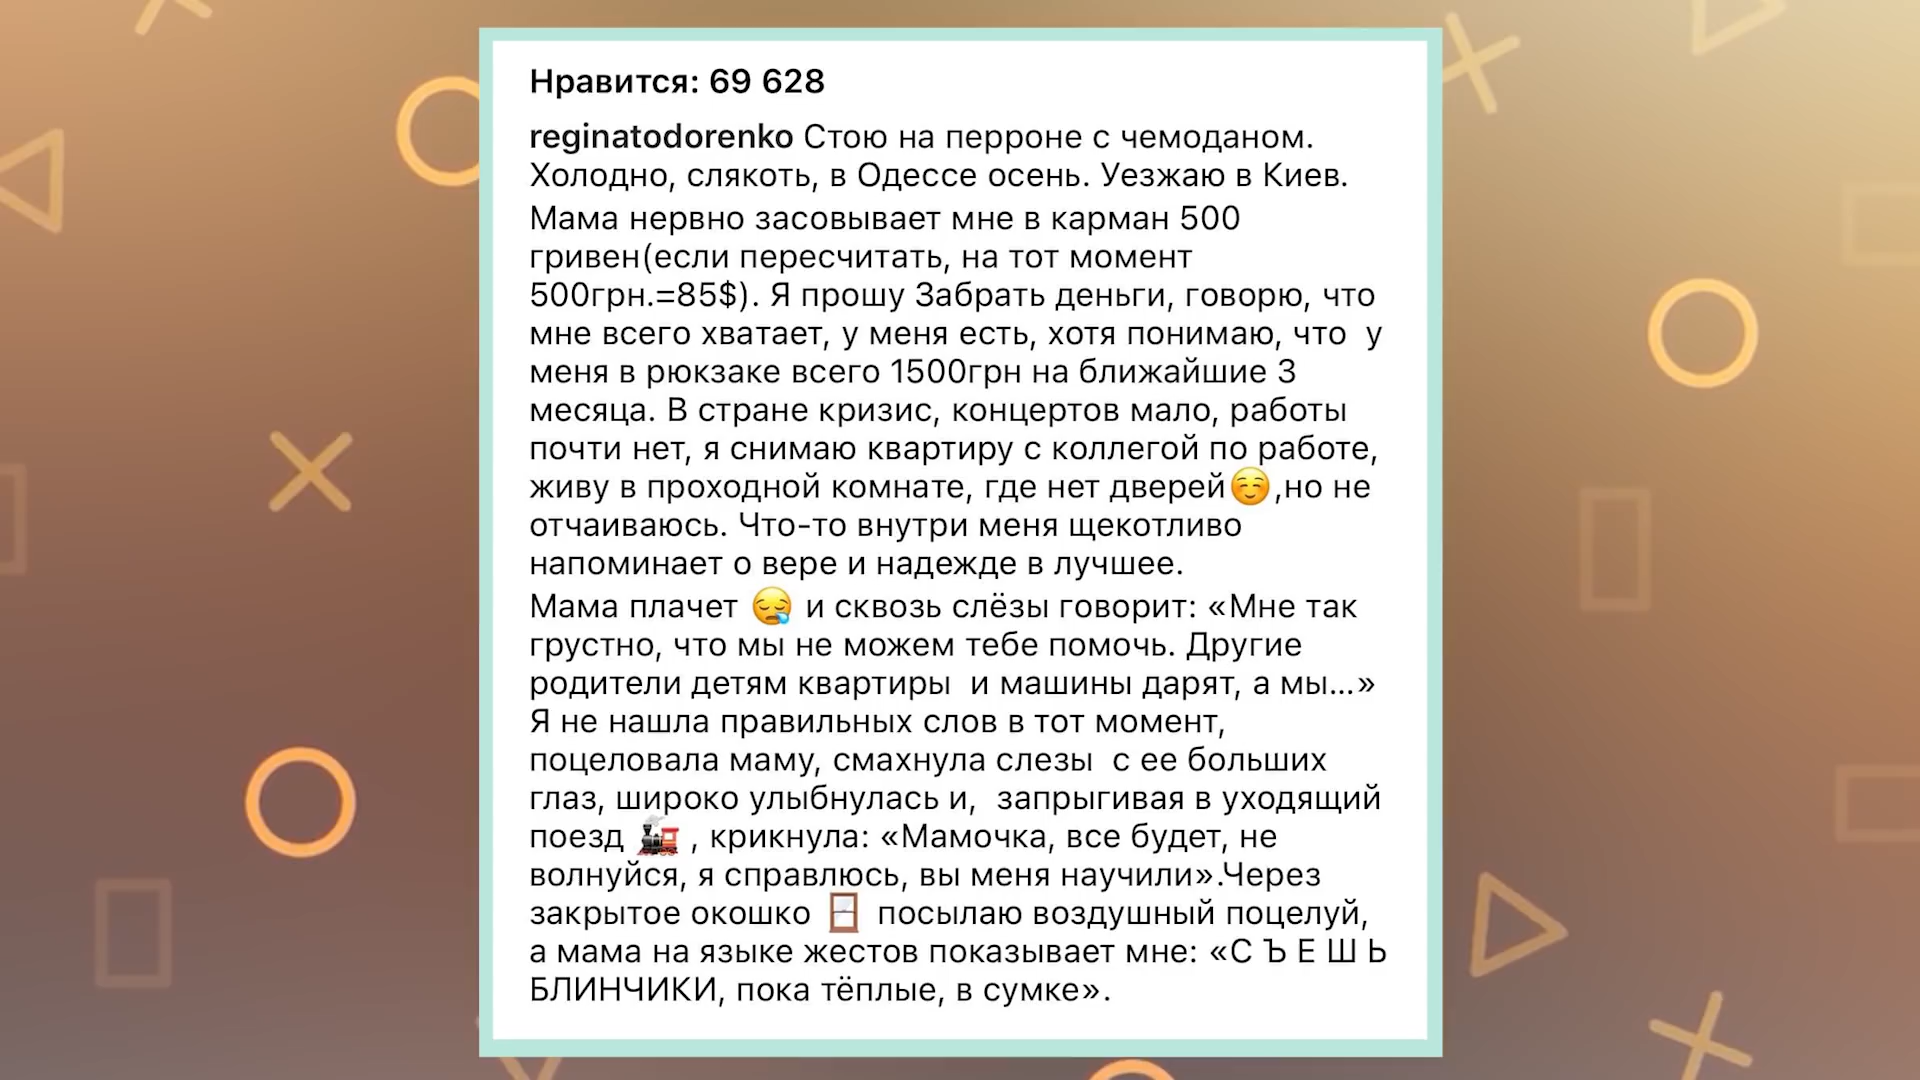 Нравится: 69 628
reginatodorenko Стою на перроне с чемоданом.
Холодно, слякоть, в Одессе осень. Уезжаю в Киев.
Мама нервно засовывает мне в карман 500
гривен(если пересчитать, на тот момент
500грн.=85$). Я прошу Забрать деньги, говорю, что
мне всего хватает, у меня есть, хотя понимаю, что  у
меня в рюкзаке всего 1500грн на ближайшие 3
месяца. В стране кризис, концертов мало, работы
почти нет, я снимаю квартиру с коллегой по работе,
живу в проходной комнате, где нет дверей☺️,но не
отчаиваюсь. Что-то внутри меня щекотливо
напоминает о вере и надежде в лучшее.
Мама плачет 😪 и сквозь слёзы говорит: «Мне так
грустно, что мы не можем тебе помочь. Другие
родители детям квартиры  и машины дарят, а мы...»
Я не нашла правильных слов в тот момент,
поцеловала маму, смахнула слезы  с ее больших
глаз, широко улыбнулась и,  запрыгивая в уходящий
поезд 🚂 , крикнула: «Мамочка, все будет, не
волнуйся, я справлюсь, вы меня научили».Через
закрытое окошко 🪟 посылаю воздушный поцелуй,
а мама на языке жестов показывает мне: «С Ъ Е Ш Ь
БЛИНЧИКИ, пока тёплые, в сумке».